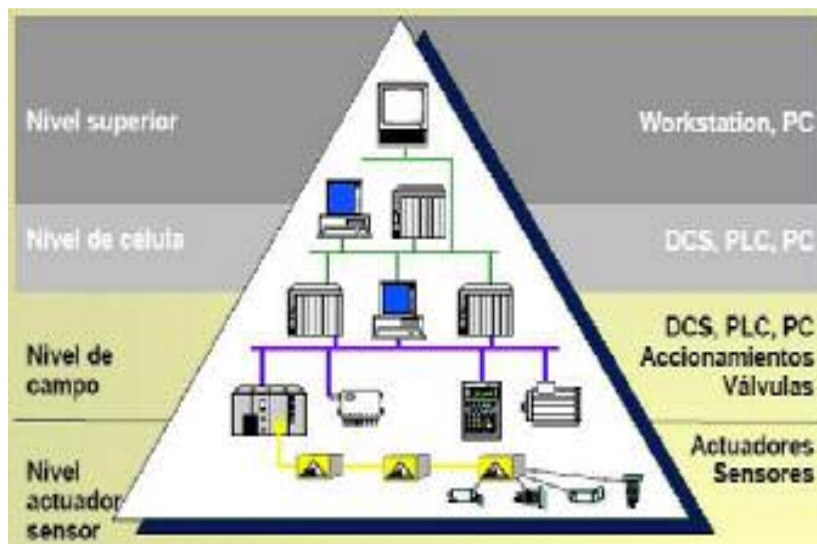 Nivel superior
Workstation, PC
Nivel de célula
DCS, PLC, PC
Nivel de
campo
DCS, PLC, PC
Accionamientos
Válvulas
Nivel
actuador
sensor
Actuadores
Sensores